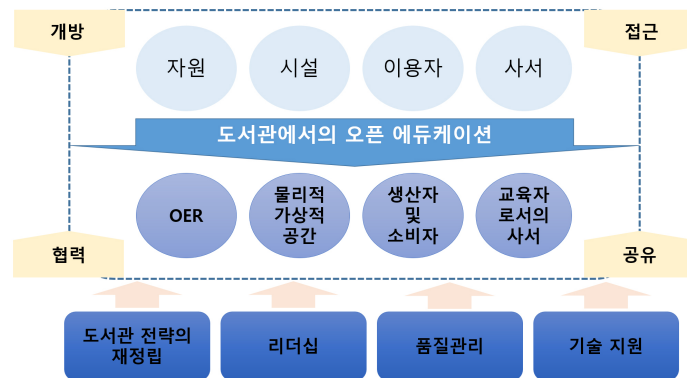 개방
접근
자원
시설
이용자
사서
도서관에서의 오픈 에듀케이션
OER
물리적
가상적
공간
생산자
및
소비자
교육자
로서의
사서
협력
공유
도서관 전략의
재정립
리더십
품질관리
기술 지원